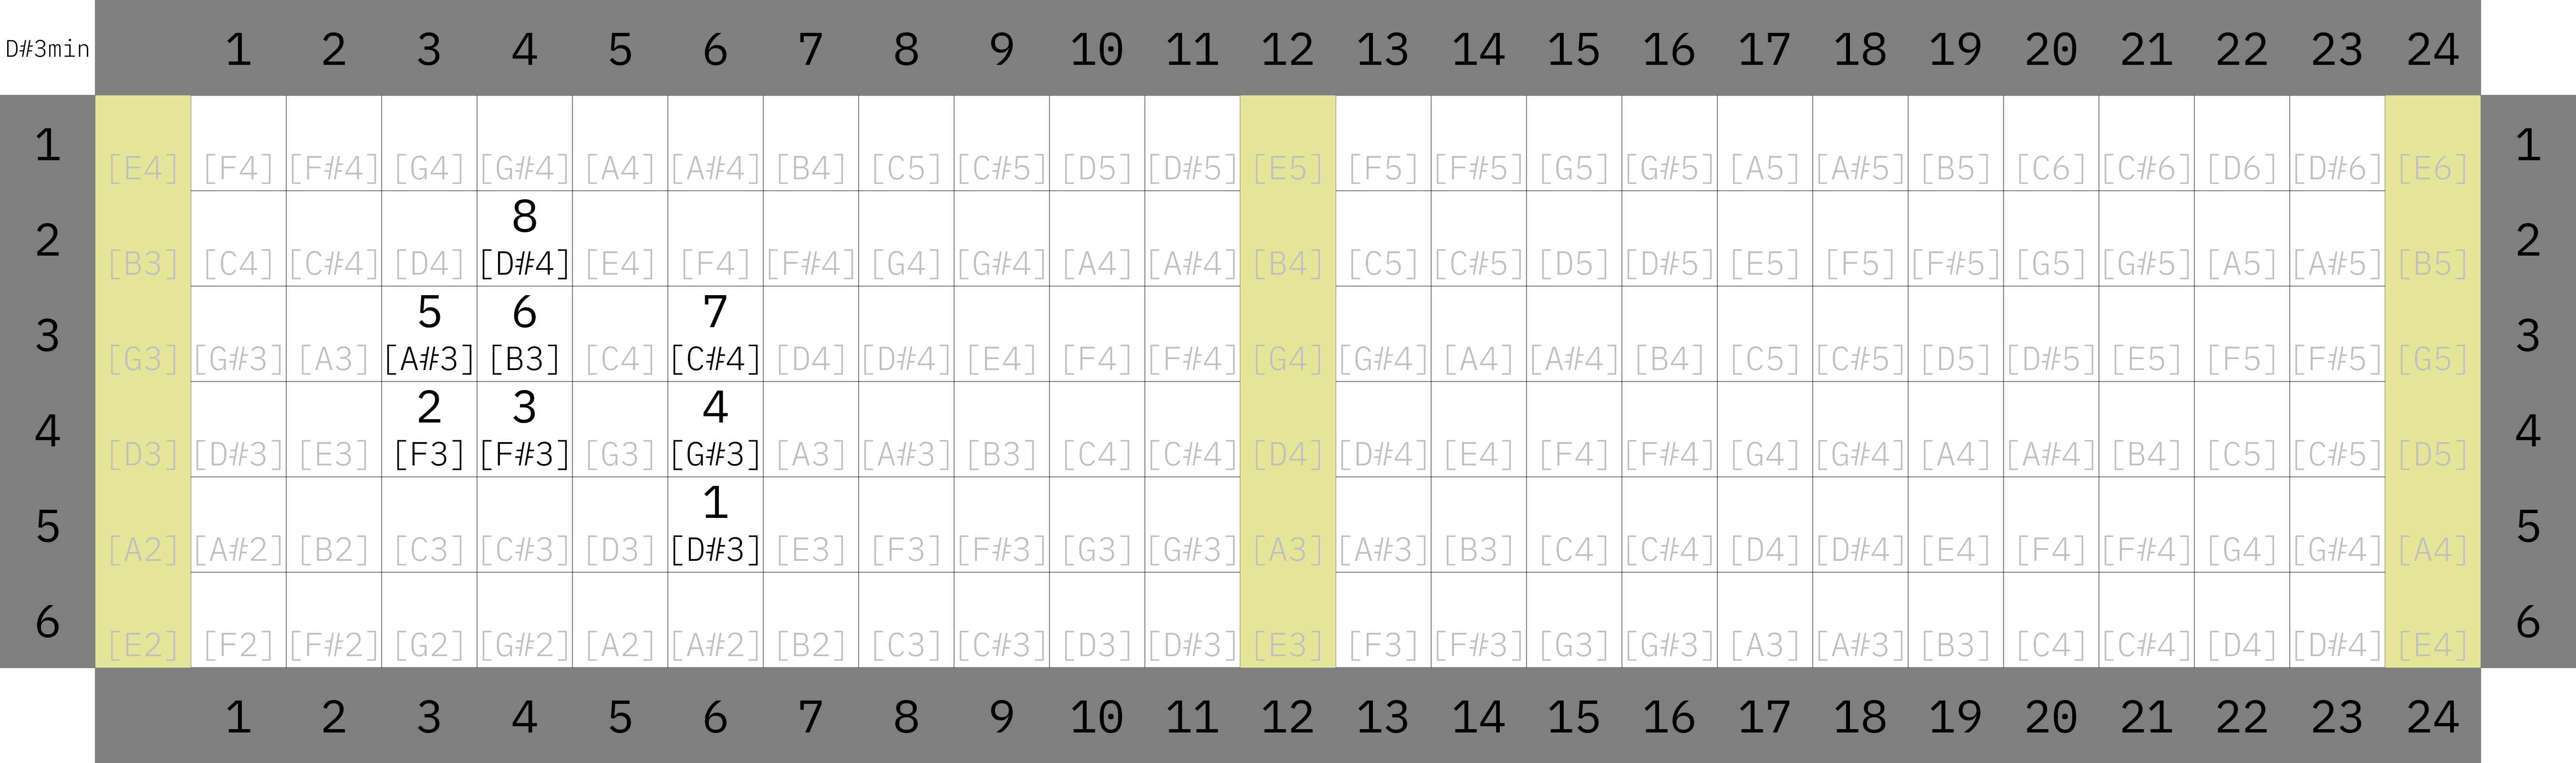 D#3min 1 2 3 4 5 6 7 8 9 10 11 12 13 14 15 16 17 18 19 20 21 22 23 24
1 [E4] [F4] [F#4] [G4] [G#4] [A4] [A#4] [B4] [C5] [C#5] [D5] [D#5] [E5] [F5] [F#5] [G5] [G#5] [A5] [A#5] [B5] [C6] [C#6] [D6] [D#6] [E6] 1
8
2 [B3] [C4] [C#4] [D4] [D#4] [E4] [F4] [F#4] [G4] [G#4] [A4] [A#4] [B4] [C5] [C#5] [D5] [D#5] [E5] [F5] [F#5] [G5] [G#5] [A5] [A#5] [B5] 2
5 6 7
3 [G3] [G#3] [A3] [A#3] [B3] [C4] [C#4] [D4] [D#4] [E4] [F4] [F#4] [G4] [G#4] [A4] [A#4] [B4] [C5] [C#5] [D5] [D#5] [E5] [F5] [F#5] [G5] 3
2 3 4
4 [D3] [D#3] [E3] [F3] [F#3] [G3] [G#3] [A3] [A#3] [B3] [C4] [C#4] [D4] [D#4] [E4] [F4] [F#4] [G4] [G#4] [A4] [A#4] [B4] [C5] [C#5] [D5] 4
1
5 [A2] [A#2] [B2] [C3] [C#3] [D3] [D#3] [E3] [F3] [F#3] [G3] [G#3] [A3] [A#3] [B3] [C4] [C#4] [D4] [D#4] [E4] [F4] [F#4] [G4] [G#4] [A4] 5
6 [E2] [F2] [F#2] [G2] [G#2] [A2] [A#2] [B2] [C3] [C#3] [D3] [D#3] [E3] [F3] [F#3] [G3] [G#3] [A3] [A#3] [B3] [C4] [C#4] [D4] [D#4] [E4] 6
1 2 3 4 5 6 7 8 9 10 11 12 13 14 15 16 17 18 19 20 21 22 23 24